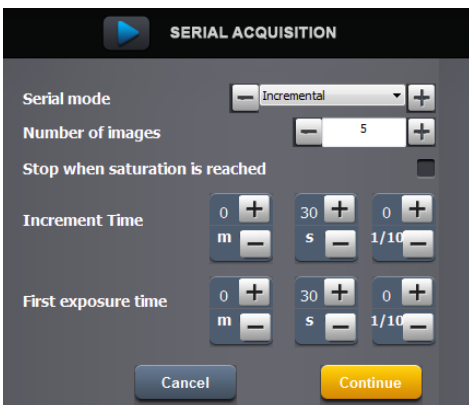 SERIAL ACQUISITION
Serial mode Incremental
Number of images 5
Stop when saturation is reached
Increment Time 0 m 30 s 0 1/10
First exposure time 0 m 30 s 0 1/10
Cancel Continue